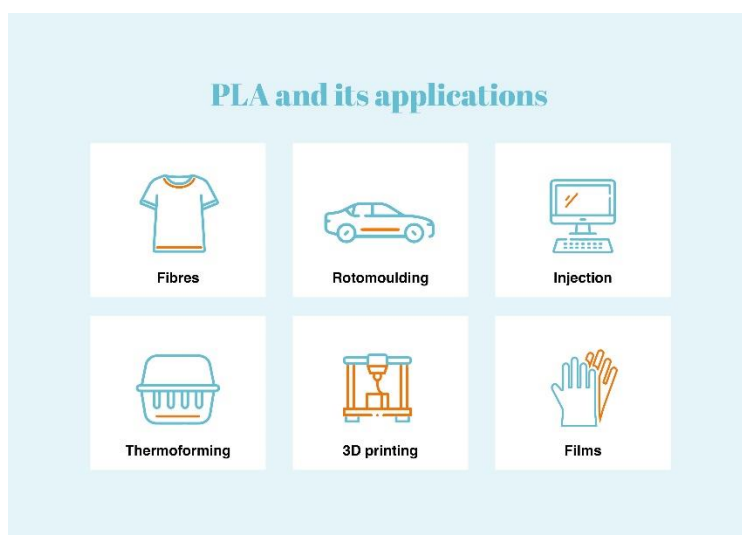 PLA and its applications
Fibres
Rotomoulding
Injection
Thermoforming
3D printing
Films